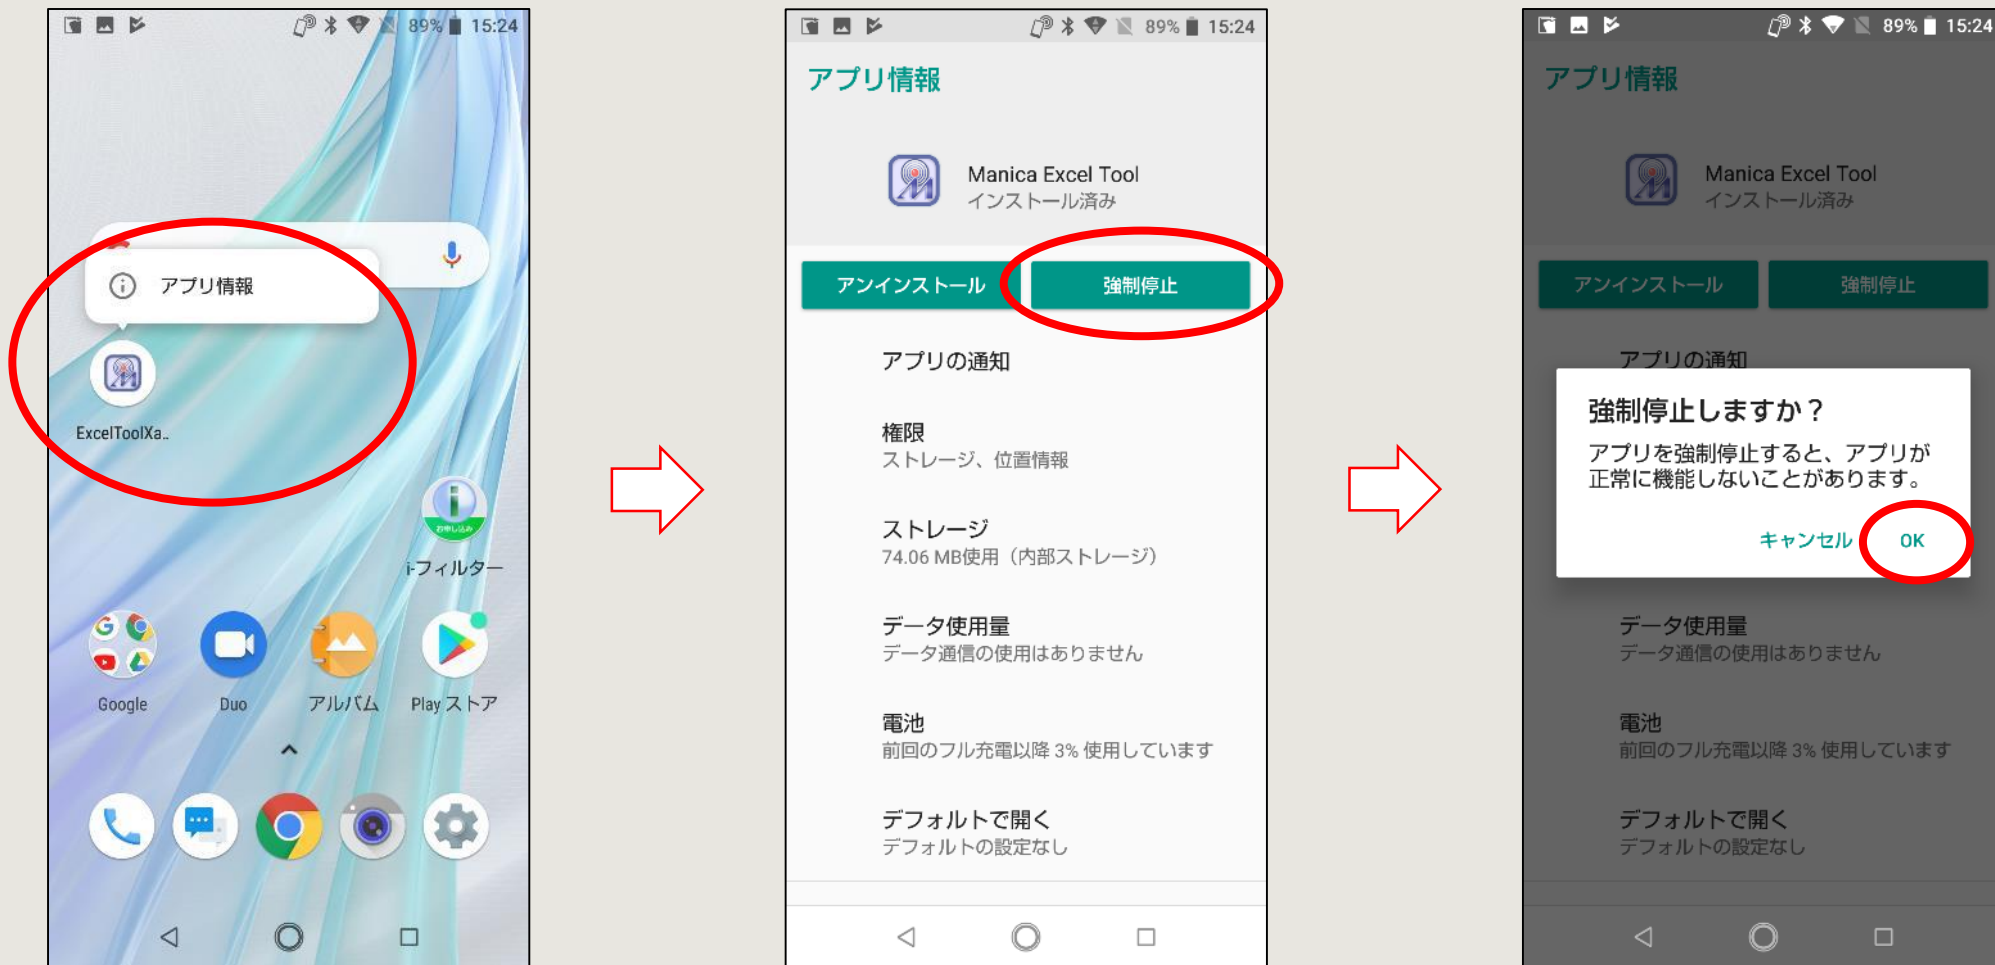 89% 15:24
アプリ情報
ExcelToolXa..
お申し込み
i-フィルター
Google
Duo
アルバム
Play ストア
89% 15:24
アプリ情報
Manica Excel Tool
インストール済み
アンインストール
強制停止
アプリの通知
権限
ストレージ、位置情報
ストレージ
74.06 MB使用（内部ストレージ）
データ使用量
データ通信の使用はありません
電池
前回のフル充電以降 3% 使用しています
デフォルトで開く
デフォルトの設定なし
89% 15:24
アプリ情報
Manica Excel Tool
インストール済み
アンインストール
強制停止
アプリの通知
強制停止しますか？
アプリを強制停止すると、アプリが
正常に機能しないことがあります。
キャンセル
OK
データ使用量
データ通信の使用はありません
電池
前回のフル充電以降 3% 使用しています
デフォルトで開く
デフォルトの設定なし